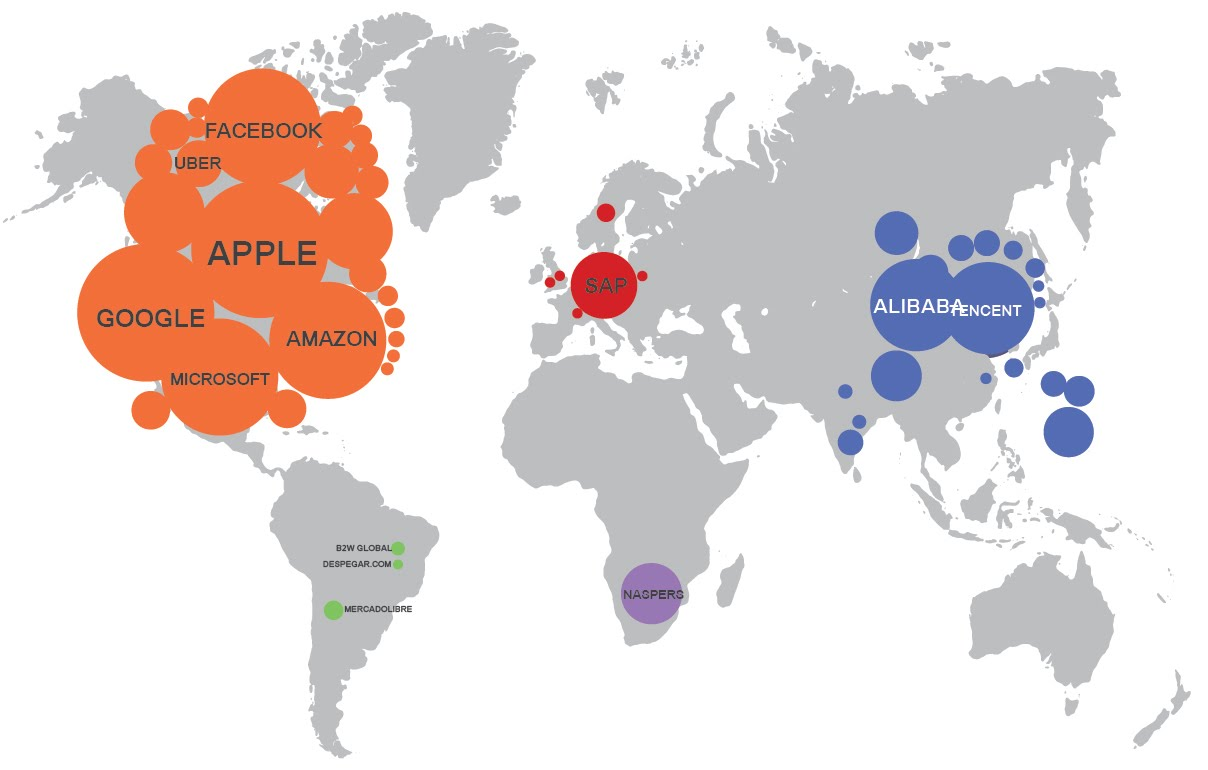 FACEBOOK
UBER
APPLE
GOOGLE
AMAZON
MICROSOFT
SAP
ALIBABA
TENCENT
B2W GLOBAL
DESPEGAR.COM
MERCADOLIBRE
NASPERS